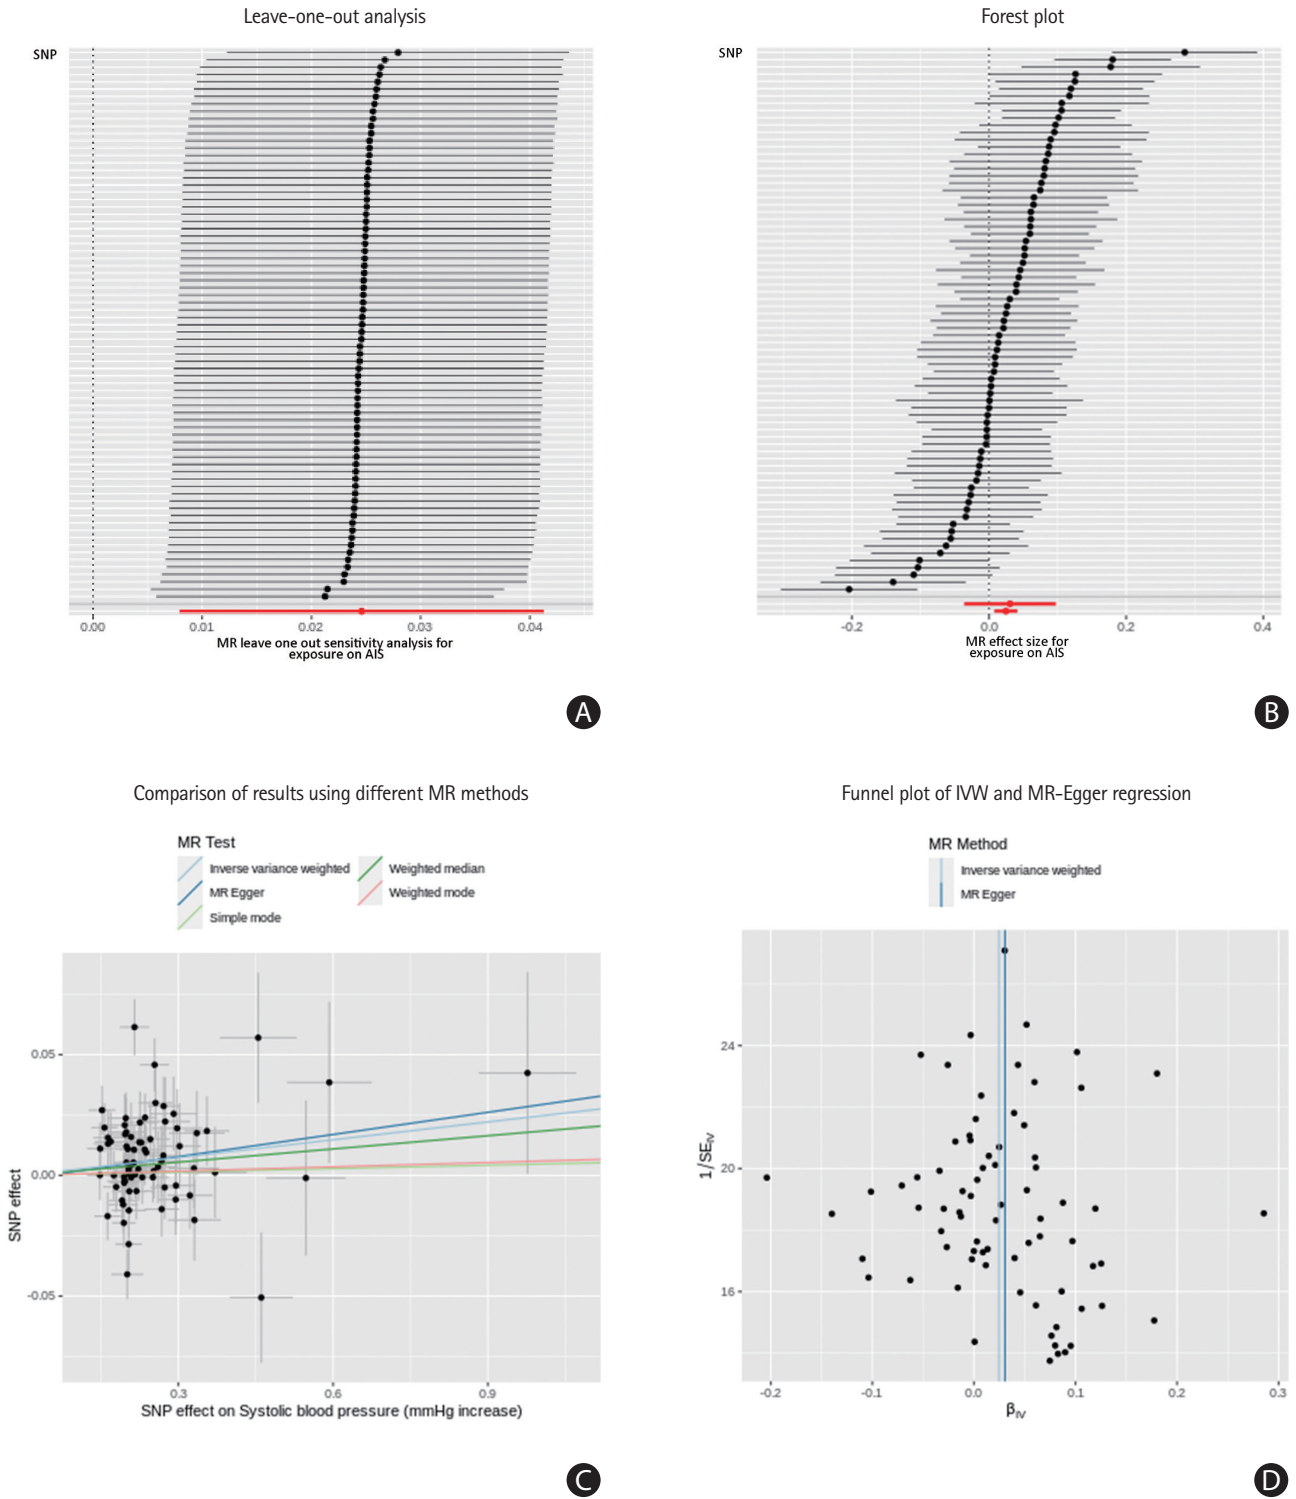 Leave-one-out analysis
SNP
0.00 0.01 0.02 0.03 0.04
MR leave one out sensitivity analysis for
exposure on AIS
A
Forest plot
SNP
-0.2 0.0 0.2 0.4
MR effect size for
exposure on AIS
B
Comparison of results using different MR methods
MR Test
Inverse variance weighted Weighted median
MR Egger Weighted mode
Simple mode
SNP effect
0.05
0.00
-0.05
0.3 0.6 0.9
SNP effect on Systolic blood pressure (mmHg increase)
C
Funnel plot of IVW and MR-Egger regression
MR Method
Inverse variance weighted
MR Egger
1/SEIV
24
20
16
-0.2 -0.1 0.0 0.1 0.2 0.3
βIV
D